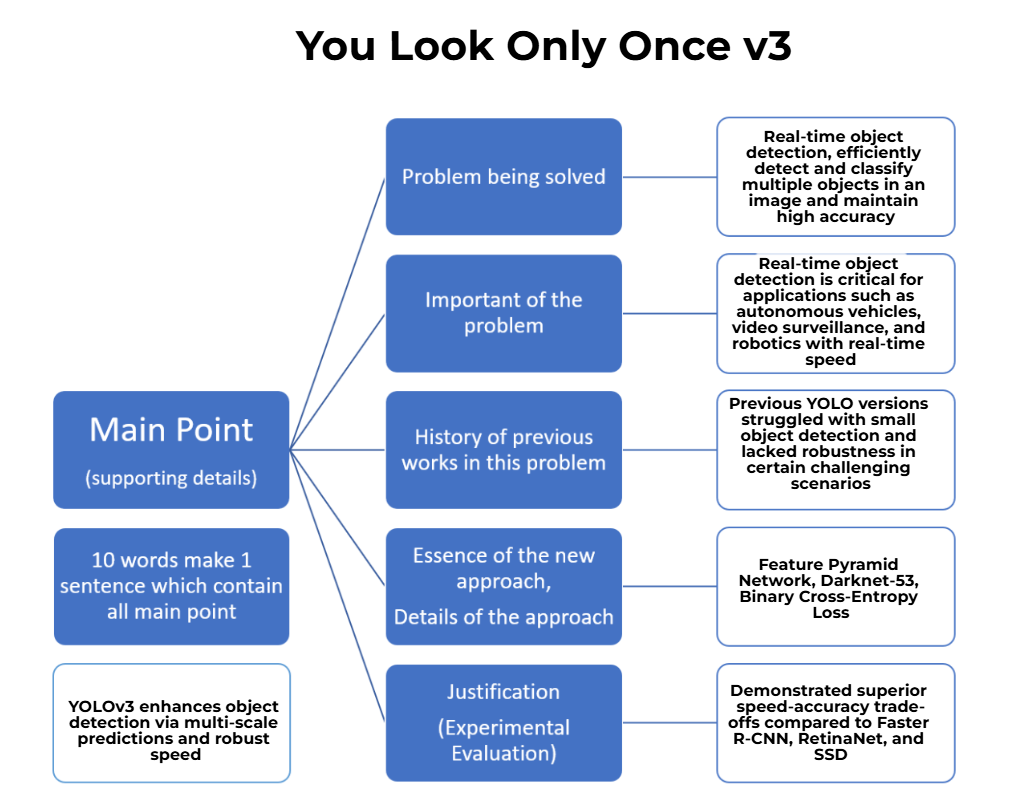 You Look Only Once v3
Problem being solved
Real-time object
detection, efficiently
detect and classify
multiple objects in an
image and maintain
high accuracy
Important of the
problem
Real-time object
detection is critical for
applications such as
autonomous vehicles,
video surveillance, and
robotics with real-time
speed
Main Point
(supporting details)
History of previous
works in this problem
Previous YOLO versions
struggled with small
object detection and
lacked robustness in
certain challenging
scenarios
10 words make 1
sentence which contain
all main point
Essence of the new
approach,
Details of the approach
Feature Pyramid
Network, Darknet-53,
Binary Cross-Entropy
Loss
YOLOv3 enhances object
detection via multi-scale
predictions and robust
speed
Justification
(Experimental
Evaluation)
Demonstrated superior
speed-accuracy trade-
offs compared to Faster
R-CNN, RetinaNet, and
SSD